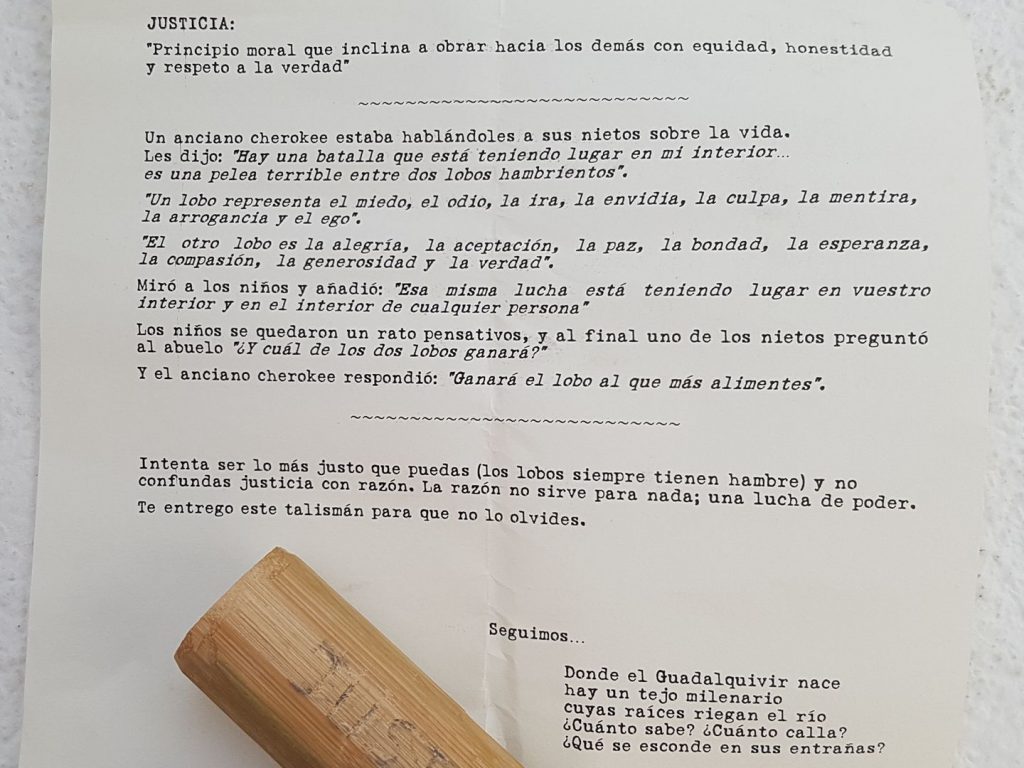 JUSTICIA:
"Principio moral que inclina a obrar hacia los demás con equidad, honestidad
y respeto a la verdad"
~~~~~~~~~~~~~~~~~~~~~~~~~~~~
Un anciano cherokee estaba hablándoles a sus nietos sobre la vida.
Les dijo: "Hay una batalla que está teniendo lugar en mi interior...
es una pelea terrible entre dos lobos hambrientos".
"Un lobo representa el miedo, el odio, la ira, la envidia, la culpa, la mentira,
la arrogancia y el ego".
"El otro lobo es la alegría, la aceptación, la paz, la bondad, la esperanza,
la compasión, la generosidad y la verdad".
Miró a los niños y añadió: "Esa misma lucha está teniendo lugar en vuestro
interior y en el interior de cualquier persona"
Los niños se quedaron un rato pensativos, y al final uno de los nietos preguntó
al abuelo "¿Y cuál de los dos lobos ganará?"
Y el anciano cherokee respondió: "Ganará el lobo al que más alimentes".
~~~~~~~~~~~~~~~~~~~~~~~~~~~~
Intenta ser lo más justo que puedas (los lobos siempre tienen hambre) y no
confundas justicia con razón. La razón no sirve para nada; una lucha de poder.
Te entrego este talismán para que no lo olvides.
Seguimos...
Donde el Guadalquivir nace
hay un tejo milenario
cuyas raíces riegan el río
¿Cuánto sabe? ¿Cuánto calla?
¿Qué se esconde en sus entrañas?